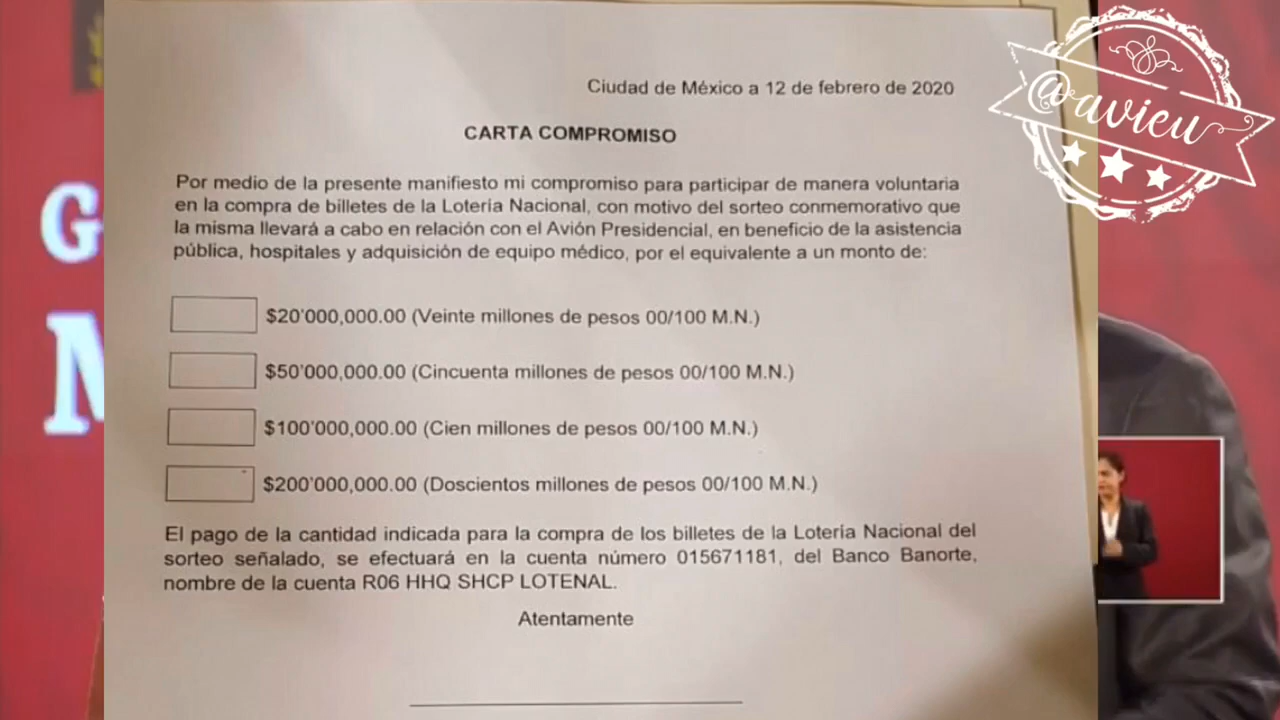 Ciudad de México a 12 de febrero de 2020
@avieu
CARTA COMPROMISO
Por medio de la presente manifiesto mi compromiso para participar de manera voluntaria
en la compra de billetes de la Lotería Nacional, con motivo del sorteo conmemorativo que
la misma llevará a cabo en relación con el Avión Presidencial, en beneficio de la asistencia
pública, hospitales y adquisición de equipo médico, por el equivalente a un monto de:
$20'000,000.00 (Veinte millones de pesos 00/100 M.N.)
$50'000,000.00 (Cincuenta millones de pesos 00/100 M.N.)
$100'000,000.00 (Cien millones de pesos 00/100 M.N.)
$200'000,000.00 (Doscientos millones de pesos 00/100 M.N.)
El pago de la cantidad indicada para la compra de los billetes de la Lotería Nacional del
sorteo señalado, se efectuará en la cuenta número 015671181, del Banco Banorte,
nombre de la cuenta R06 HHQ SHCP LOTENAL.
Atentamente
G
M